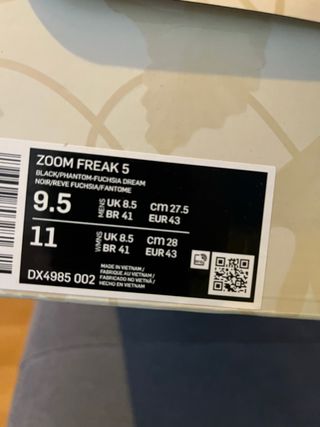 ZOOM FREAK 5
BLACK/PHANTOM-FUCHSIA DREAM
NOIR/REVE FUCHSIA/FANTOME
9.5 MENS UK 8.5 CM 27.5
BR 41 EUR 43
11 WMNS UK 8.5 CM 28
BR 41 EUR 43
MADE IN VIETNAM/
FABRIQUÉ AU VIETNAM/
FABRICADO NO VIETNÃ/
HECHO EN VIETNAM
DX4985 002